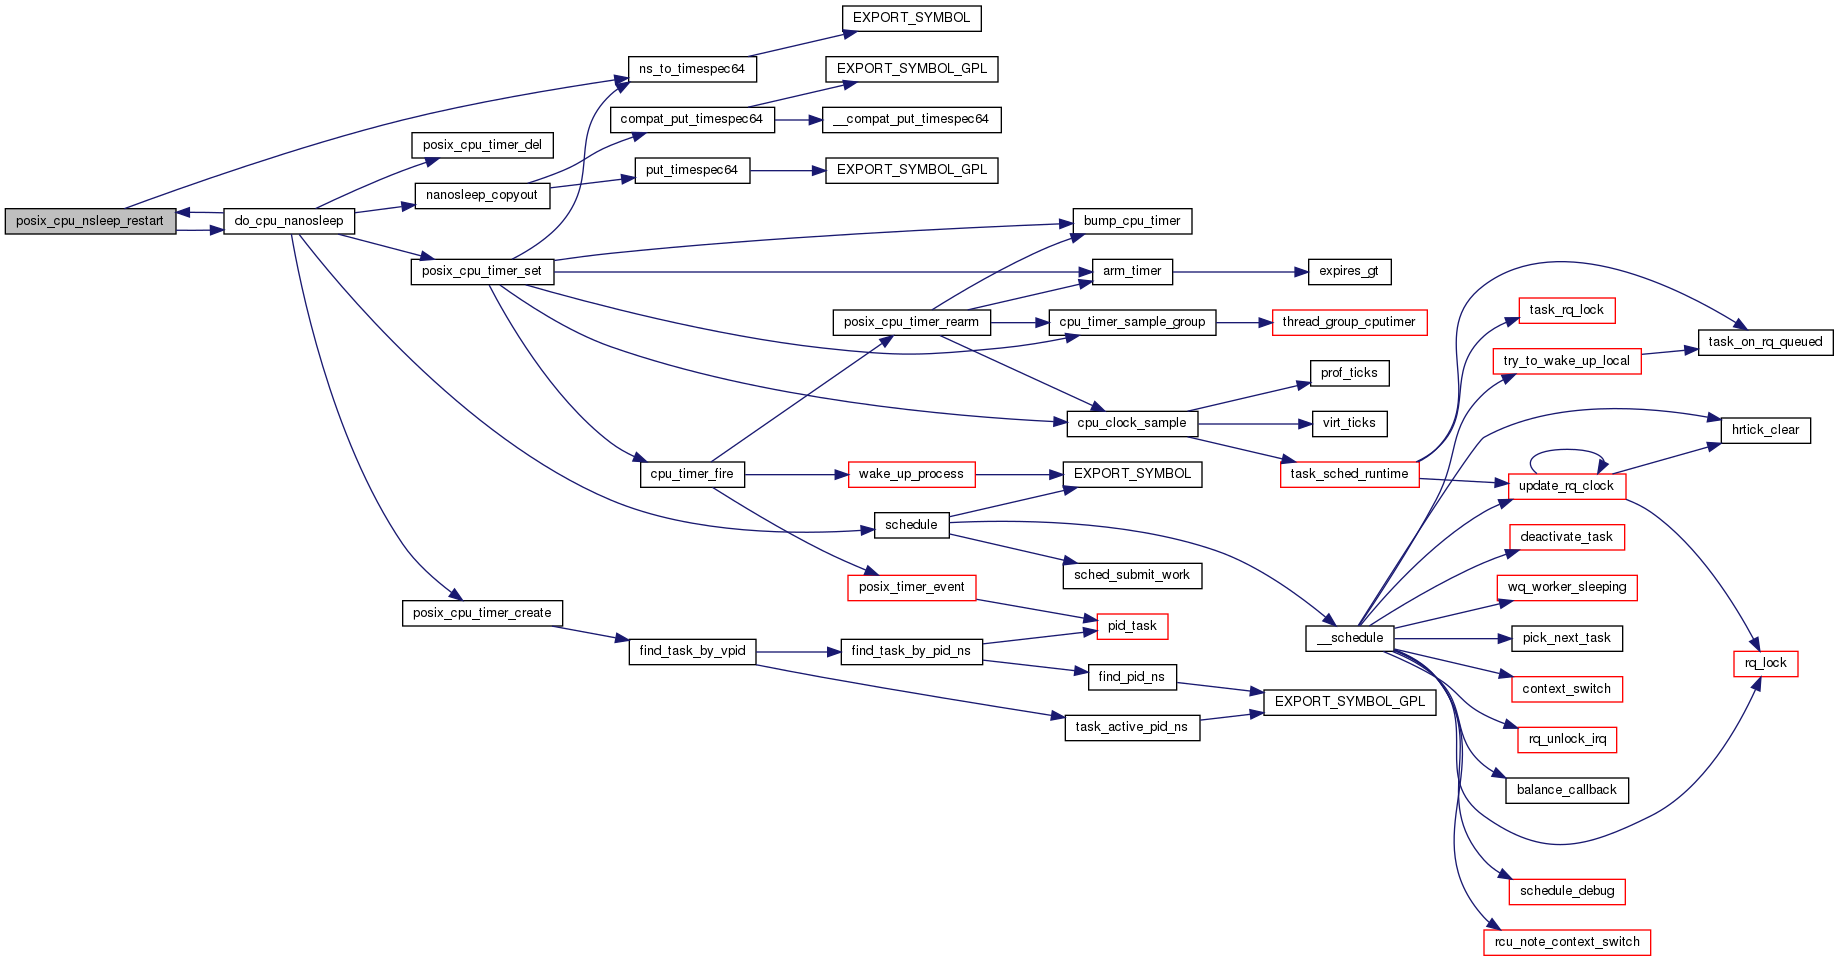 posix_cpu_nsleep_restart
do_cpu_nanosleep
posix_cpu_timer_del
nanosleep_copyout
posix_cpu_timer_set
posix_cpu_timer_create
ns_to_timespec64
compat_put_timespec64
put_timespec64
cpu_timer_fire
find_task_by_vpid
EXPORT_SYMBOL
EXPORT_SYMBOL_GPL
__compat_put_timespec64
EXPORT_SYMBOL_GPL
posix_cpu_timer_rearm
wake_up_process
schedule
posix_timer_event
find_task_by_pid_ns
bump_cpu_timer
arm_timer
cpu_timer_sample_group
cpu_clock_sample
EXPORT_SYMBOL
sched_submit_work
pid_task
find_pid_ns
task_active_pid_ns
expires_gt
thread_group_cputimer
prof_ticks
virt_ticks
task_sched_runtime
__schedule
EXPORT_SYMBOL_GPL
task_rq_lock
try_to_wake_up_local
update_rq_clock
deactivate_task
wq_worker_sleeping
pick_next_task
context_switch
rq_unlock_irq
balance_callback
schedule_debug
rcu_note_context_switch
task_on_rq_queued
hrtick_clear
rq_lock